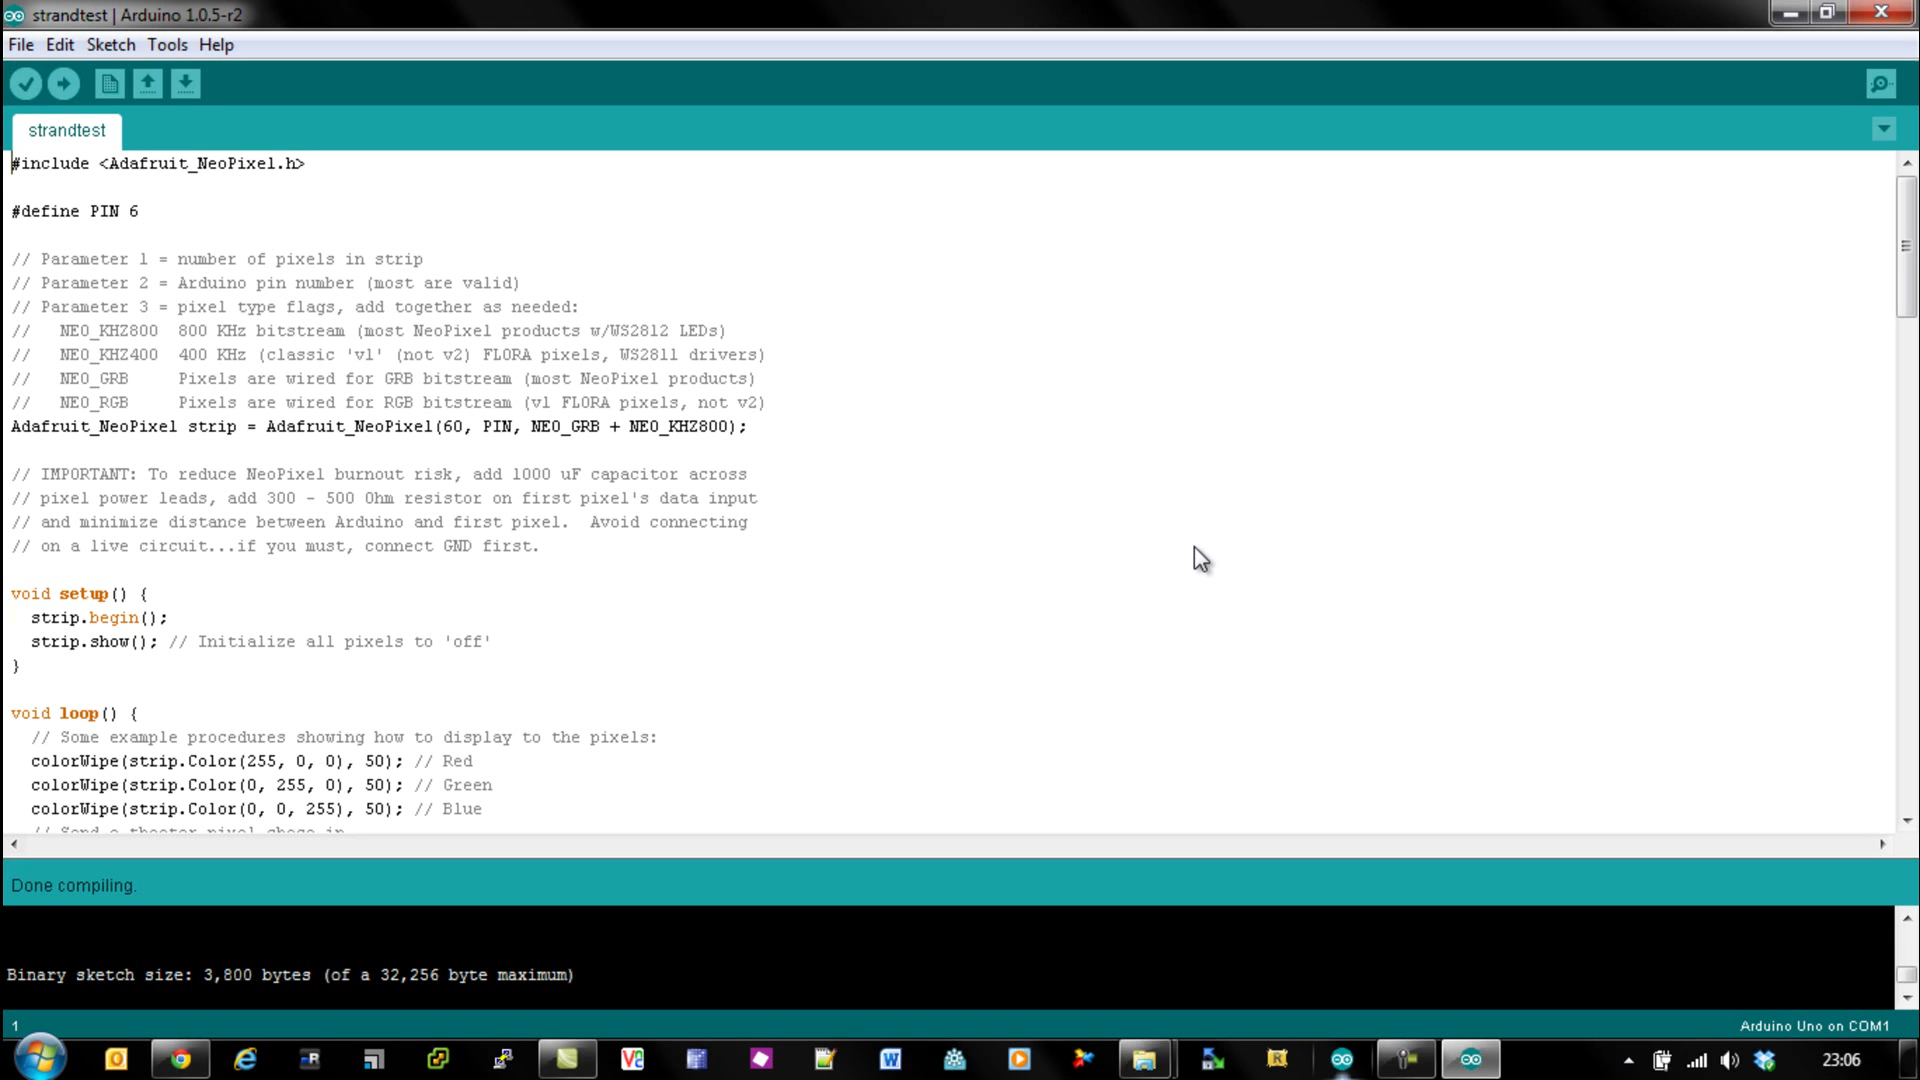 strandtest | Arduino 1.0.5-r2
File Edit Sketch Tools Help
strandtest
#include <Adafruit_NeoPixel.h>
#define PIN 6
// Parameter 1 = number of pixels in strip
// Parameter 2 = Arduino pin number (most are valid)
// Parameter 3 = pixel type flags, add together as needed:
//   NEO_KHZ800  800 KHz bitstream (most NeoPixel products w/WS2812 LEDs)
//   NEO_KHZ400  400 KHz (classic 'v1' (not v2) FLORA pixels, WS2811 drivers)
//   NEO_GRB     Pixels are wired for GRB bitstream (most NeoPixel products)
//   NEO_RGB     Pixels are wired for RGB bitstream (v1 FLORA pixels, not v2)
Adafruit_NeoPixel strip = Adafruit_NeoPixel(60, PIN, NEO_GRB + NEO_KHZ800);
// IMPORTANT: To reduce NeoPixel burnout risk, add 1000 uF capacitor across
// pixel power leads, add 300 - 500 Ohm resistor on first pixel's data input
// and minimize distance between Arduino and first pixel.  Avoid connecting
// on a live circuit...if you must, connect GND first.
void setup() {
  strip.begin();
  strip.show(); // Initialize all pixels to 'off'
}
void loop() {
  // Some example procedures showing how to display to the pixels:
  colorWipe(strip.Color(255, 0, 0), 50); // Red
  colorWipe(strip.Color(0, 255, 0), 50); // Green
  colorWipe(strip.Color(0, 0, 255), 50); // Blue
  // Send a theater pixel chase in...
Done compiling.
Binary sketch size: 3,800 bytes (of a 32,256 byte maximum)
1
Arduino Uno on COM1
23:06